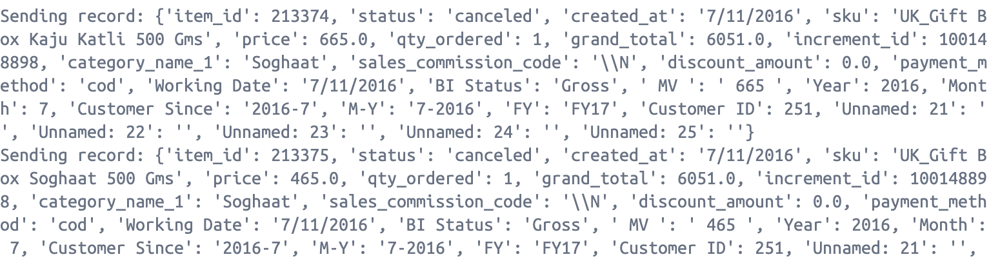 Sending record: {'item_id': 213374, 'status': 'canceled', 'created_at': '7/11/2016', 'sku': 'UK_Gift B
ox Kaju Katli 500 Gms', 'price': 665.0, 'qty_ordered': 1, 'grand_total': 6051.0, 'increment_id': 10014
8898, 'category_name_1': 'Soghaat', 'sales_commission_code': '\\N', 'discount_amount': 0.0, 'payment_m
ethod': 'cod', 'Working Date': '7/11/2016', 'BI Status': 'Gross', ' MV ': ' 665 ', 'Year': 2016, 'Mont
h': 7, 'Customer Since': '2016-7', 'M-Y': '7-2016', 'FY': 'FY17', 'Customer ID': 251, 'Unnamed: 21': '
', 'Unnamed: 22': '', 'Unnamed: 23': '', 'Unnamed: 24': '', 'Unnamed: 25': ''}
Sending record: {'item_id': 213375, 'status': 'canceled', 'created_at': '7/11/2016', 'sku': 'UK_Gift B
ox Soghaat 500 Gms', 'price': 465.0, 'qty_ordered': 1, 'grand_total': 6051.0, 'increment_id': 10014889
8, 'category_name_1': 'Soghaat', 'sales_commission_code': '\\N', 'discount_amount': 0.0, 'payment_meth
od': 'cod', 'Working Date': '7/11/2016', 'BI Status': 'Gross', ' MV ': ' 465 ', 'Year': 2016, 'Month':
 7, 'Customer Since': '2016-7', 'M-Y': '7-2016', 'FY': 'FY17', 'Customer ID': 251, 'Unnamed: 21': '',